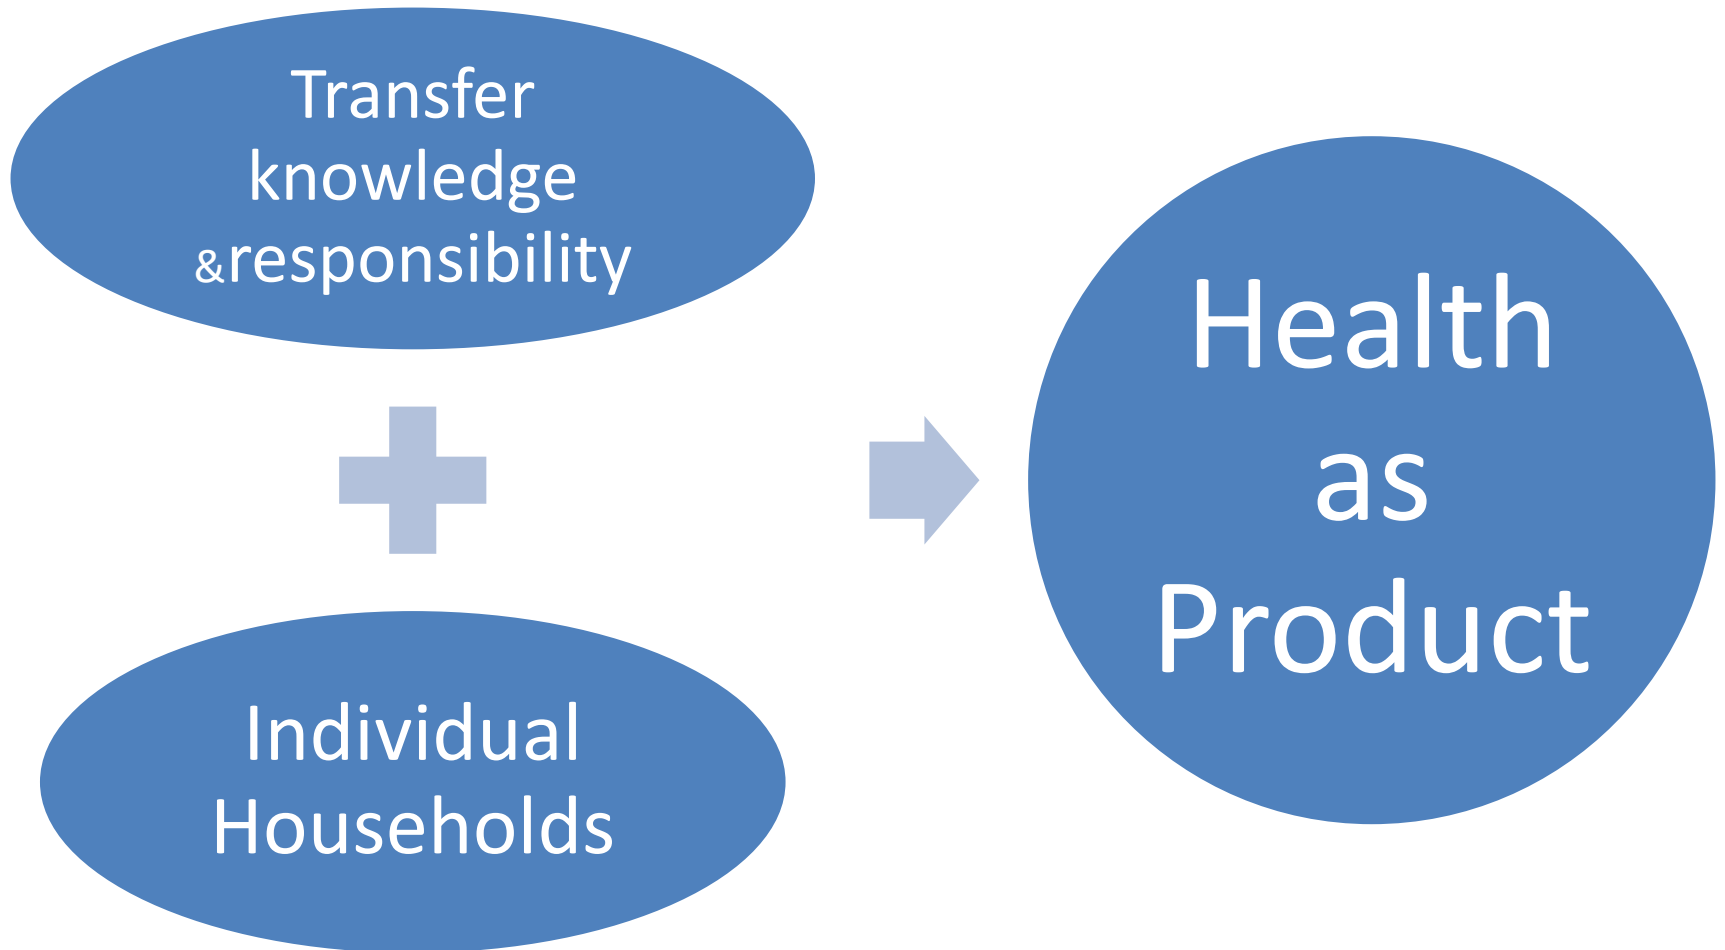 Transfer
knowledge
&responsibility
Individual
Households
Health
as
Product